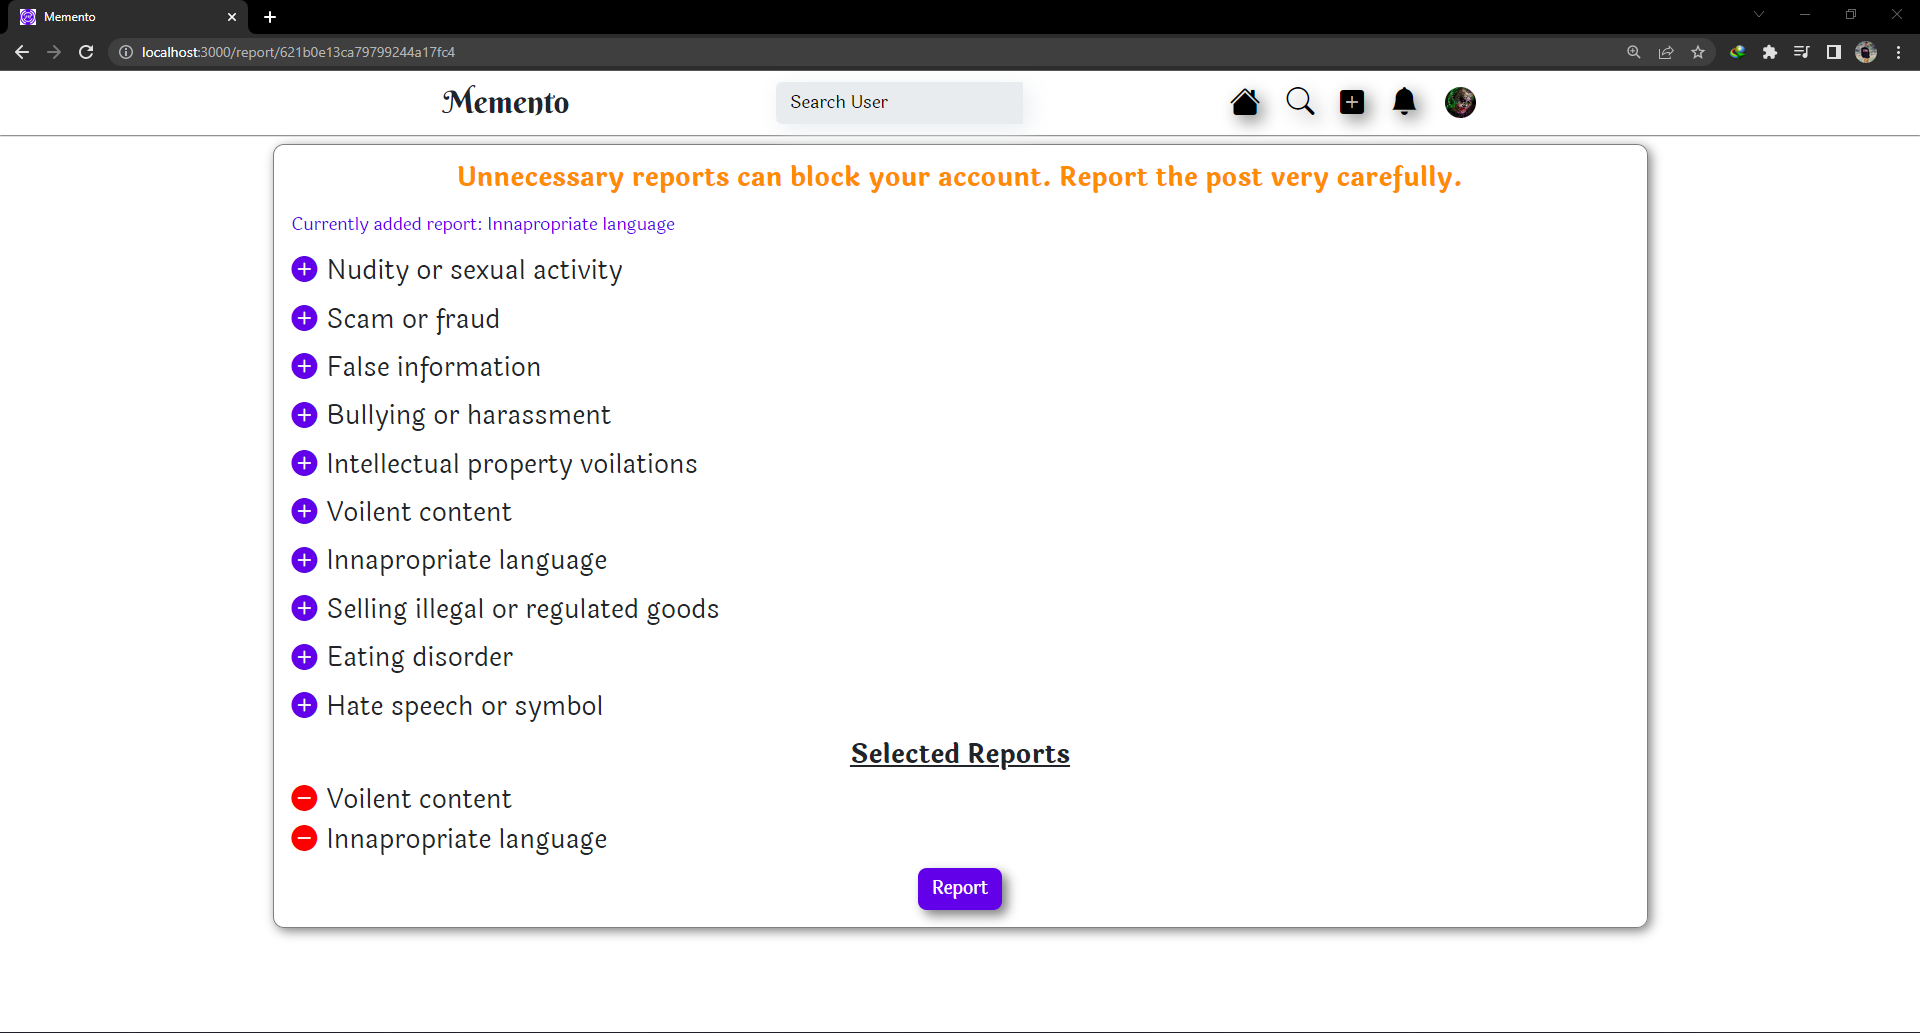 Memento
localhost:3000/report/621b0e13ca79799244a17fc4
Memento
Search User
Unnecessary reports can block your account. Report the post very carefully.
Currently added report: Innapropriate language
Nudity or sexual activity
Scam or fraud
False information
Bullying or harassment
Intellectual property voilations
Voilent content
Innapropriate language
Selling illegal or regulated goods
Eating disorder
Hate speech or symbol
Selected Reports
Voilent content
Innapropriate language
Report